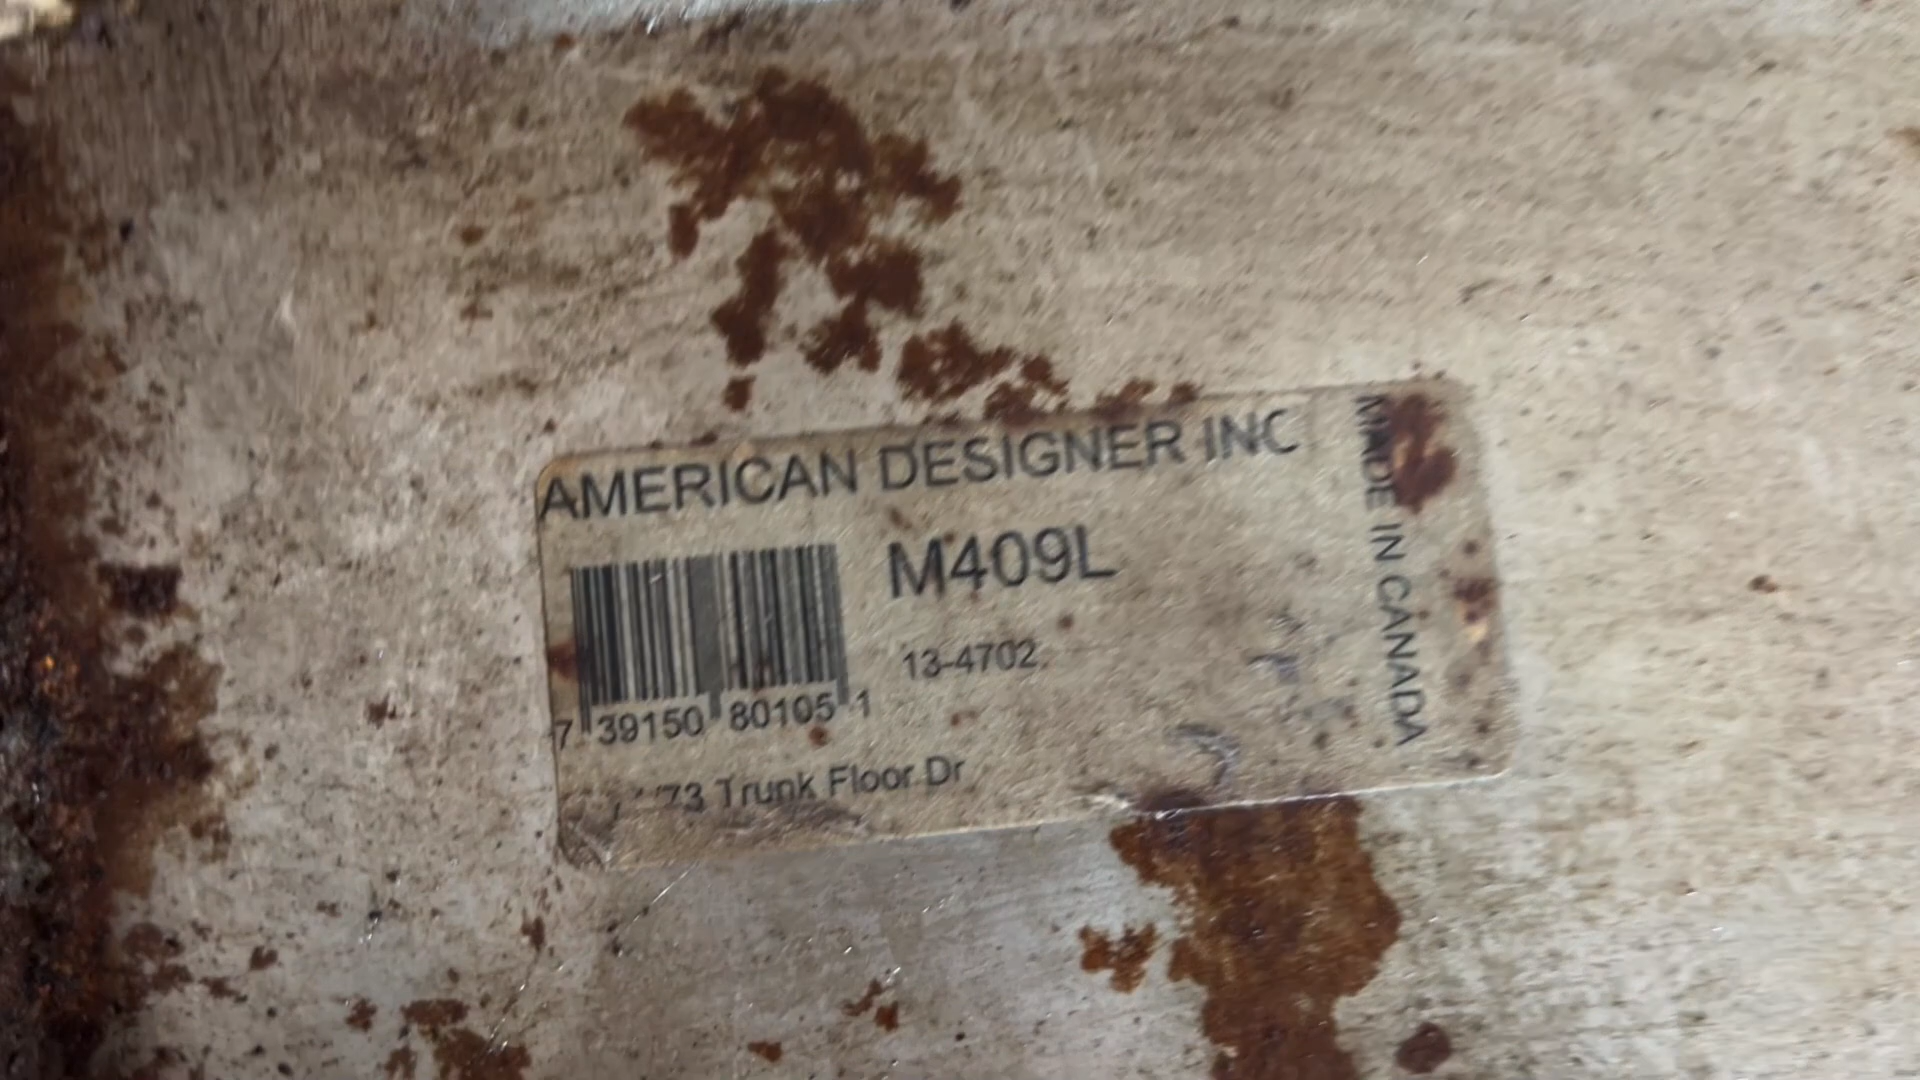 AMERICAN DESIGNER INC
M409L
13-4702
7 39150 80105 1
'73 Trunk Floor Dr
MADE IN CANADA